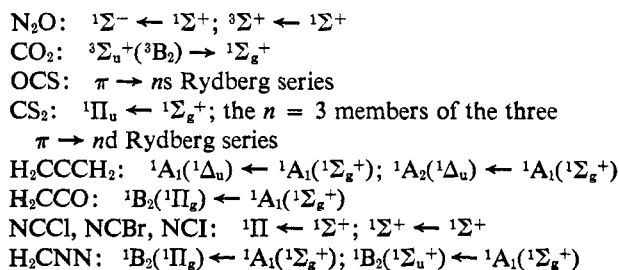 N₂O: ¹Σ⁻ ← ¹Σ⁺; ³Σ⁺ ← ¹Σ⁺
CO₂: ³Σᵤ⁺(³B₂) → ¹Σg⁺
OCS: π → ns Rydberg series
CS₂: ¹Πᵤ ← ¹Σg⁺; the n = 3 members of the three
π → nd Rydberg series
H₂CCCH₂: ¹A₁(¹Δᵤ) ← ¹A₁(¹Σg⁺); ¹A₂(¹Δᵤ) ← ¹A₁(¹Σg⁺)
H₂CCO: ¹B₂(¹Πg) ← ¹A₁(¹Σg⁺)
NCCl, NCBr, NCI: ¹Π ← ¹Σ⁺; ¹Σ⁺ ← ¹Σ⁺
H₂CNN: ¹B₂(¹Πg) ← ¹A₁(¹Σg⁺); ¹B₂(¹Σᵤ⁺) ← ¹A₁(¹Σg⁺)